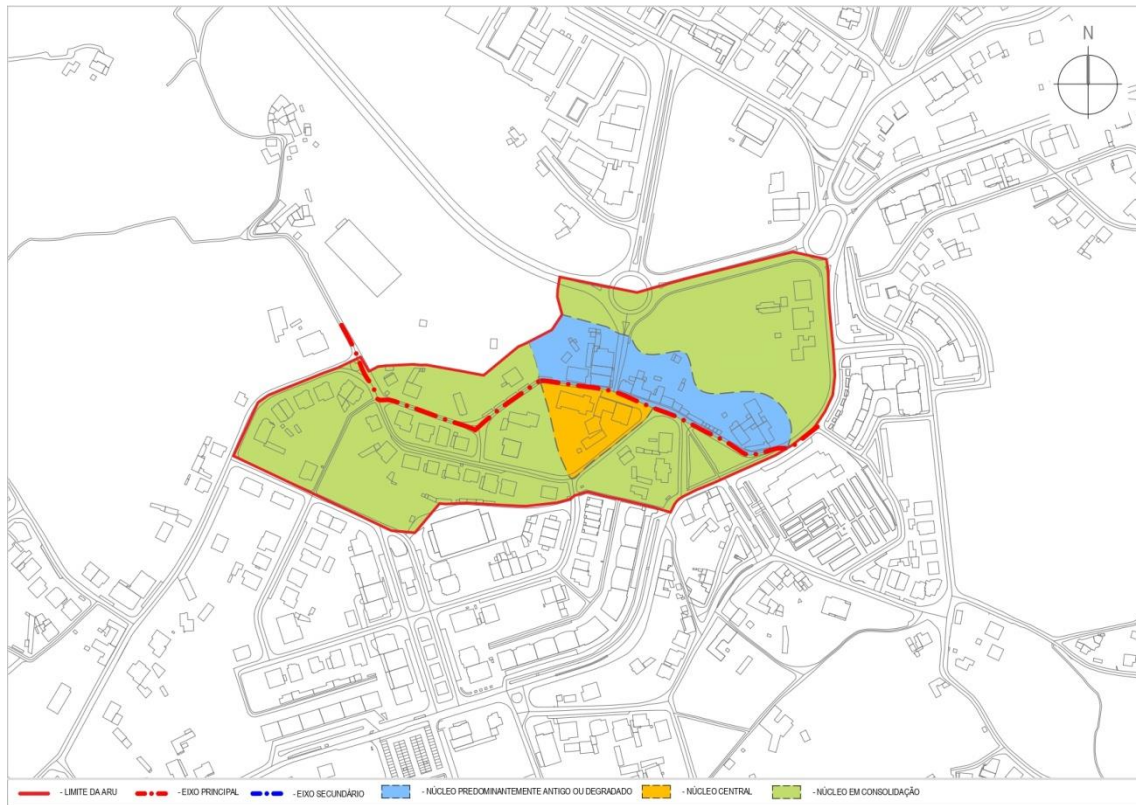 N
- LIMITE DA ARU - EIXO PRINCIPAL - EIXO SECUNDÁRIO - NÚCLEO PREDOMINANTEMENTE ANTIGO OU DEGRADADO - NÚCLEO CENTRAL - NÚCLEO EM CONSOLIDAÇÃO